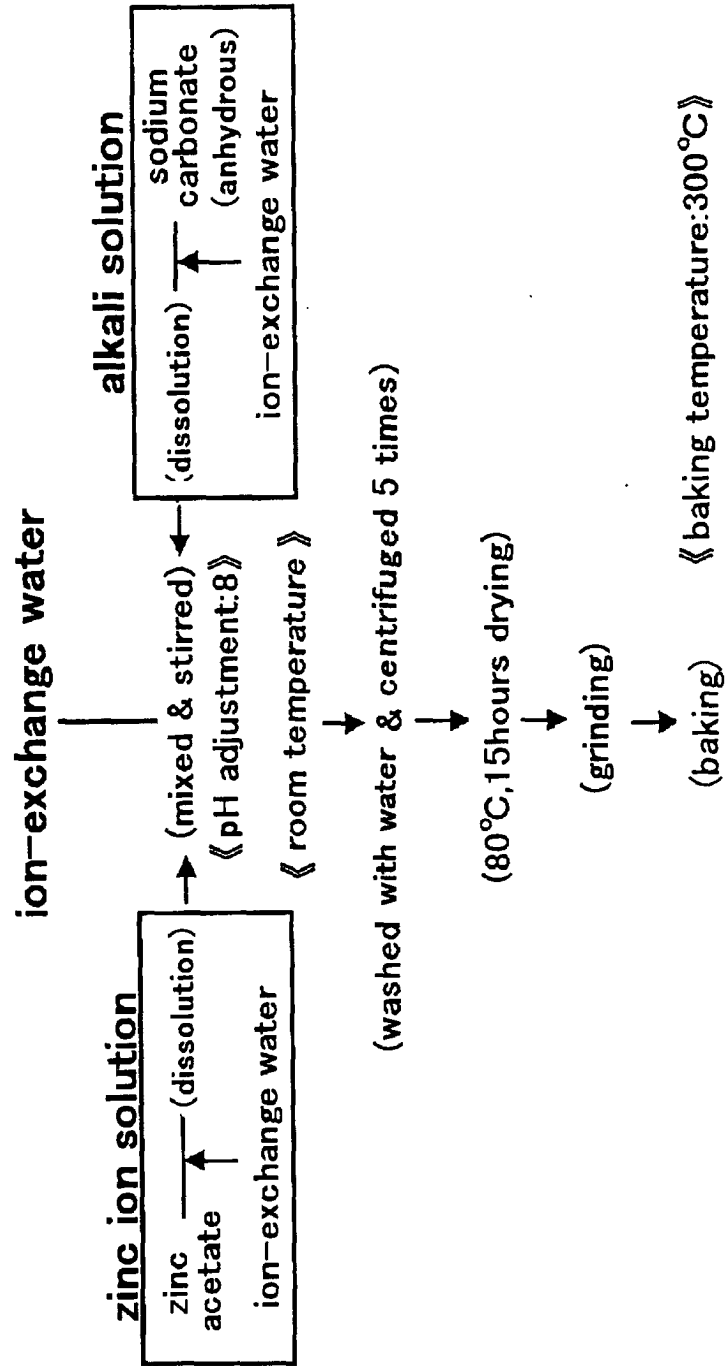 ion-exchange water
zinc ion solution
zinc
acetate
(dissolution)
ion-exchange water
alkali solution
(dissolution)
sodium
carbonate
(anhydrous)
ion-exchange water
(mixed & stirred)
《pH adjustment:8》
《room temperature》
(washed with water & centrifuged 5 times)
(80℃,15hours drying)
(grinding)
(baking)
《baking temperature:300℃》